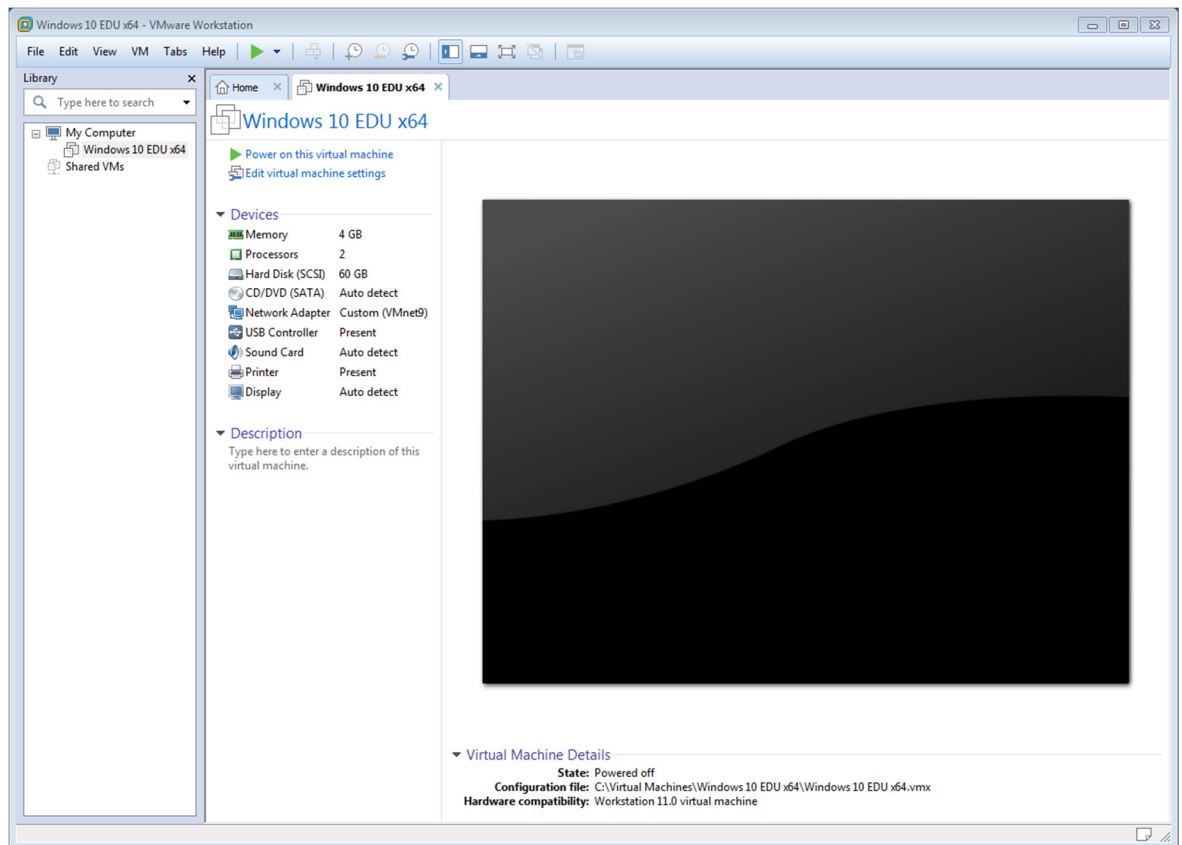 Windows 10 EDU x64 - VMware Workstation
File Edit View VM Tabs Help
Library
Type here to search
My Computer
Windows 10 EDU x64
Shared VMs
Home
Windows 10 EDU x64
Windows 10 EDU x64
Power on this virtual machine
Edit virtual machine settings
Devices
Memory 4 GB
Processors 2
Hard Disk (SCSI) 60 GB
CD/DVD (SATA) Auto detect
Network Adapter Custom (VMnet9)
USB Controller Present
Sound Card Auto detect
Printer Present
Display Auto detect
Description
Type here to enter a description of this
virtual machine.
Virtual Machine Details
State: Powered off
Configuration file: C:\Virtual Machines\Windows 10 EDU x64\Windows 10 EDU x64.vmx
Hardware compatibility: Workstation 11.0 virtual machine